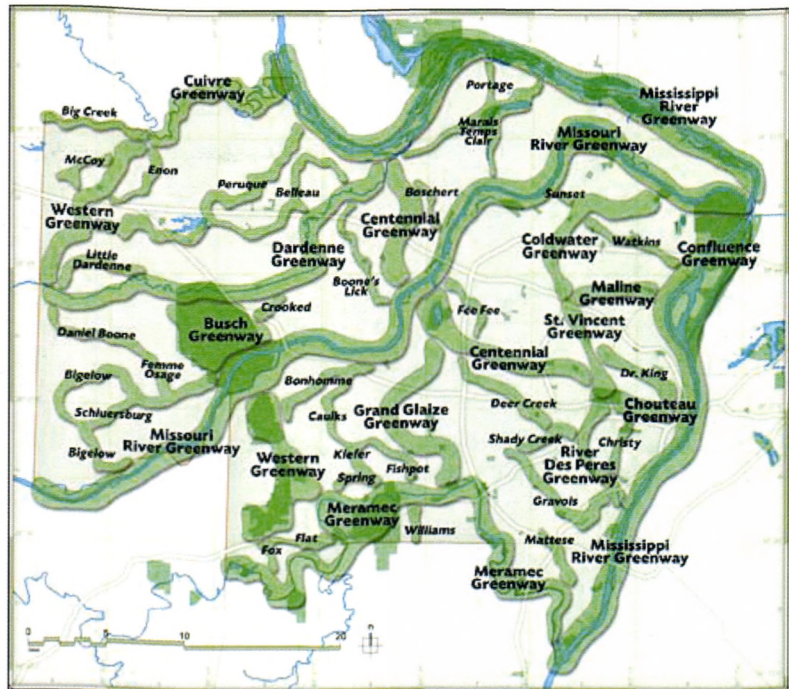 Cuivre
Greenway
Big Creek
Portage
Mississippi
River
Greenway
Marais
Temps
Clair
Missouri
River Greenway
McCoy
Enon
Peruque
Belleau
Boschert
Sunset
Western
Greenway
Centennial
Greenway
Coldwater
Greenway
Watkins
Confluence
Greenway
Dardenne
Greenway
Little
Dardenne
Boone's
Lick
Maline
Greenway
Crooked
Fee Fee
St. Vincent
Greenway
Busch
Greenway
Daniel Boone
Femme
Osage
Centennial
Greenway
Dr. King
Bigelow
Bonhomme
Schluersburg
Caulks
Grand Glaize
Greenway
Deer Creek
Chouteau
Greenway
Missouri
River Greenway
Shady Creek
Christy
River
Des Peres
Greenway
Bigelow
Western
Greenway
Kiefer
Spring
Fishpot
Gravois
Meramec
Greenway
Williams
Flat
Fox
Mattese
Mississippi
River Greenway
Meramec
Greenway
0 5 10 20